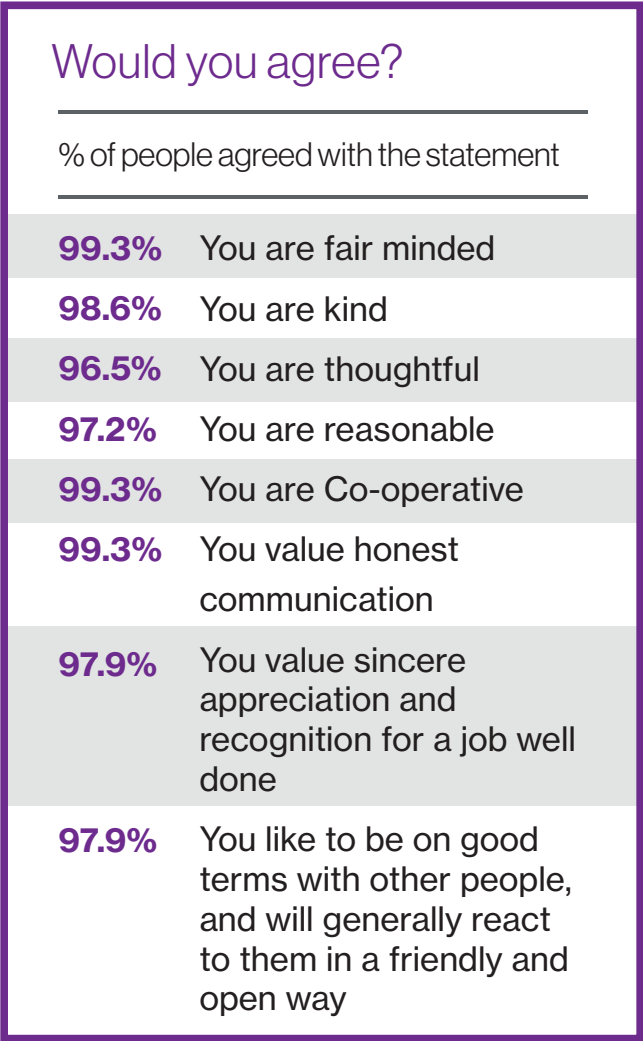 Would you agree?
% of people agreed with the statement
99.3% You are fair minded
98.6% You are kind
96.5% You are thoughtful
97.2% You are reasonable
99.3% You are Co-operative
99.3% You value honest
communication
97.9% You value sincere
appreciation and
recognition for a job well
done
97.9% You like to be on good
terms with other people,
and will generally react
to them in a friendly and
open way